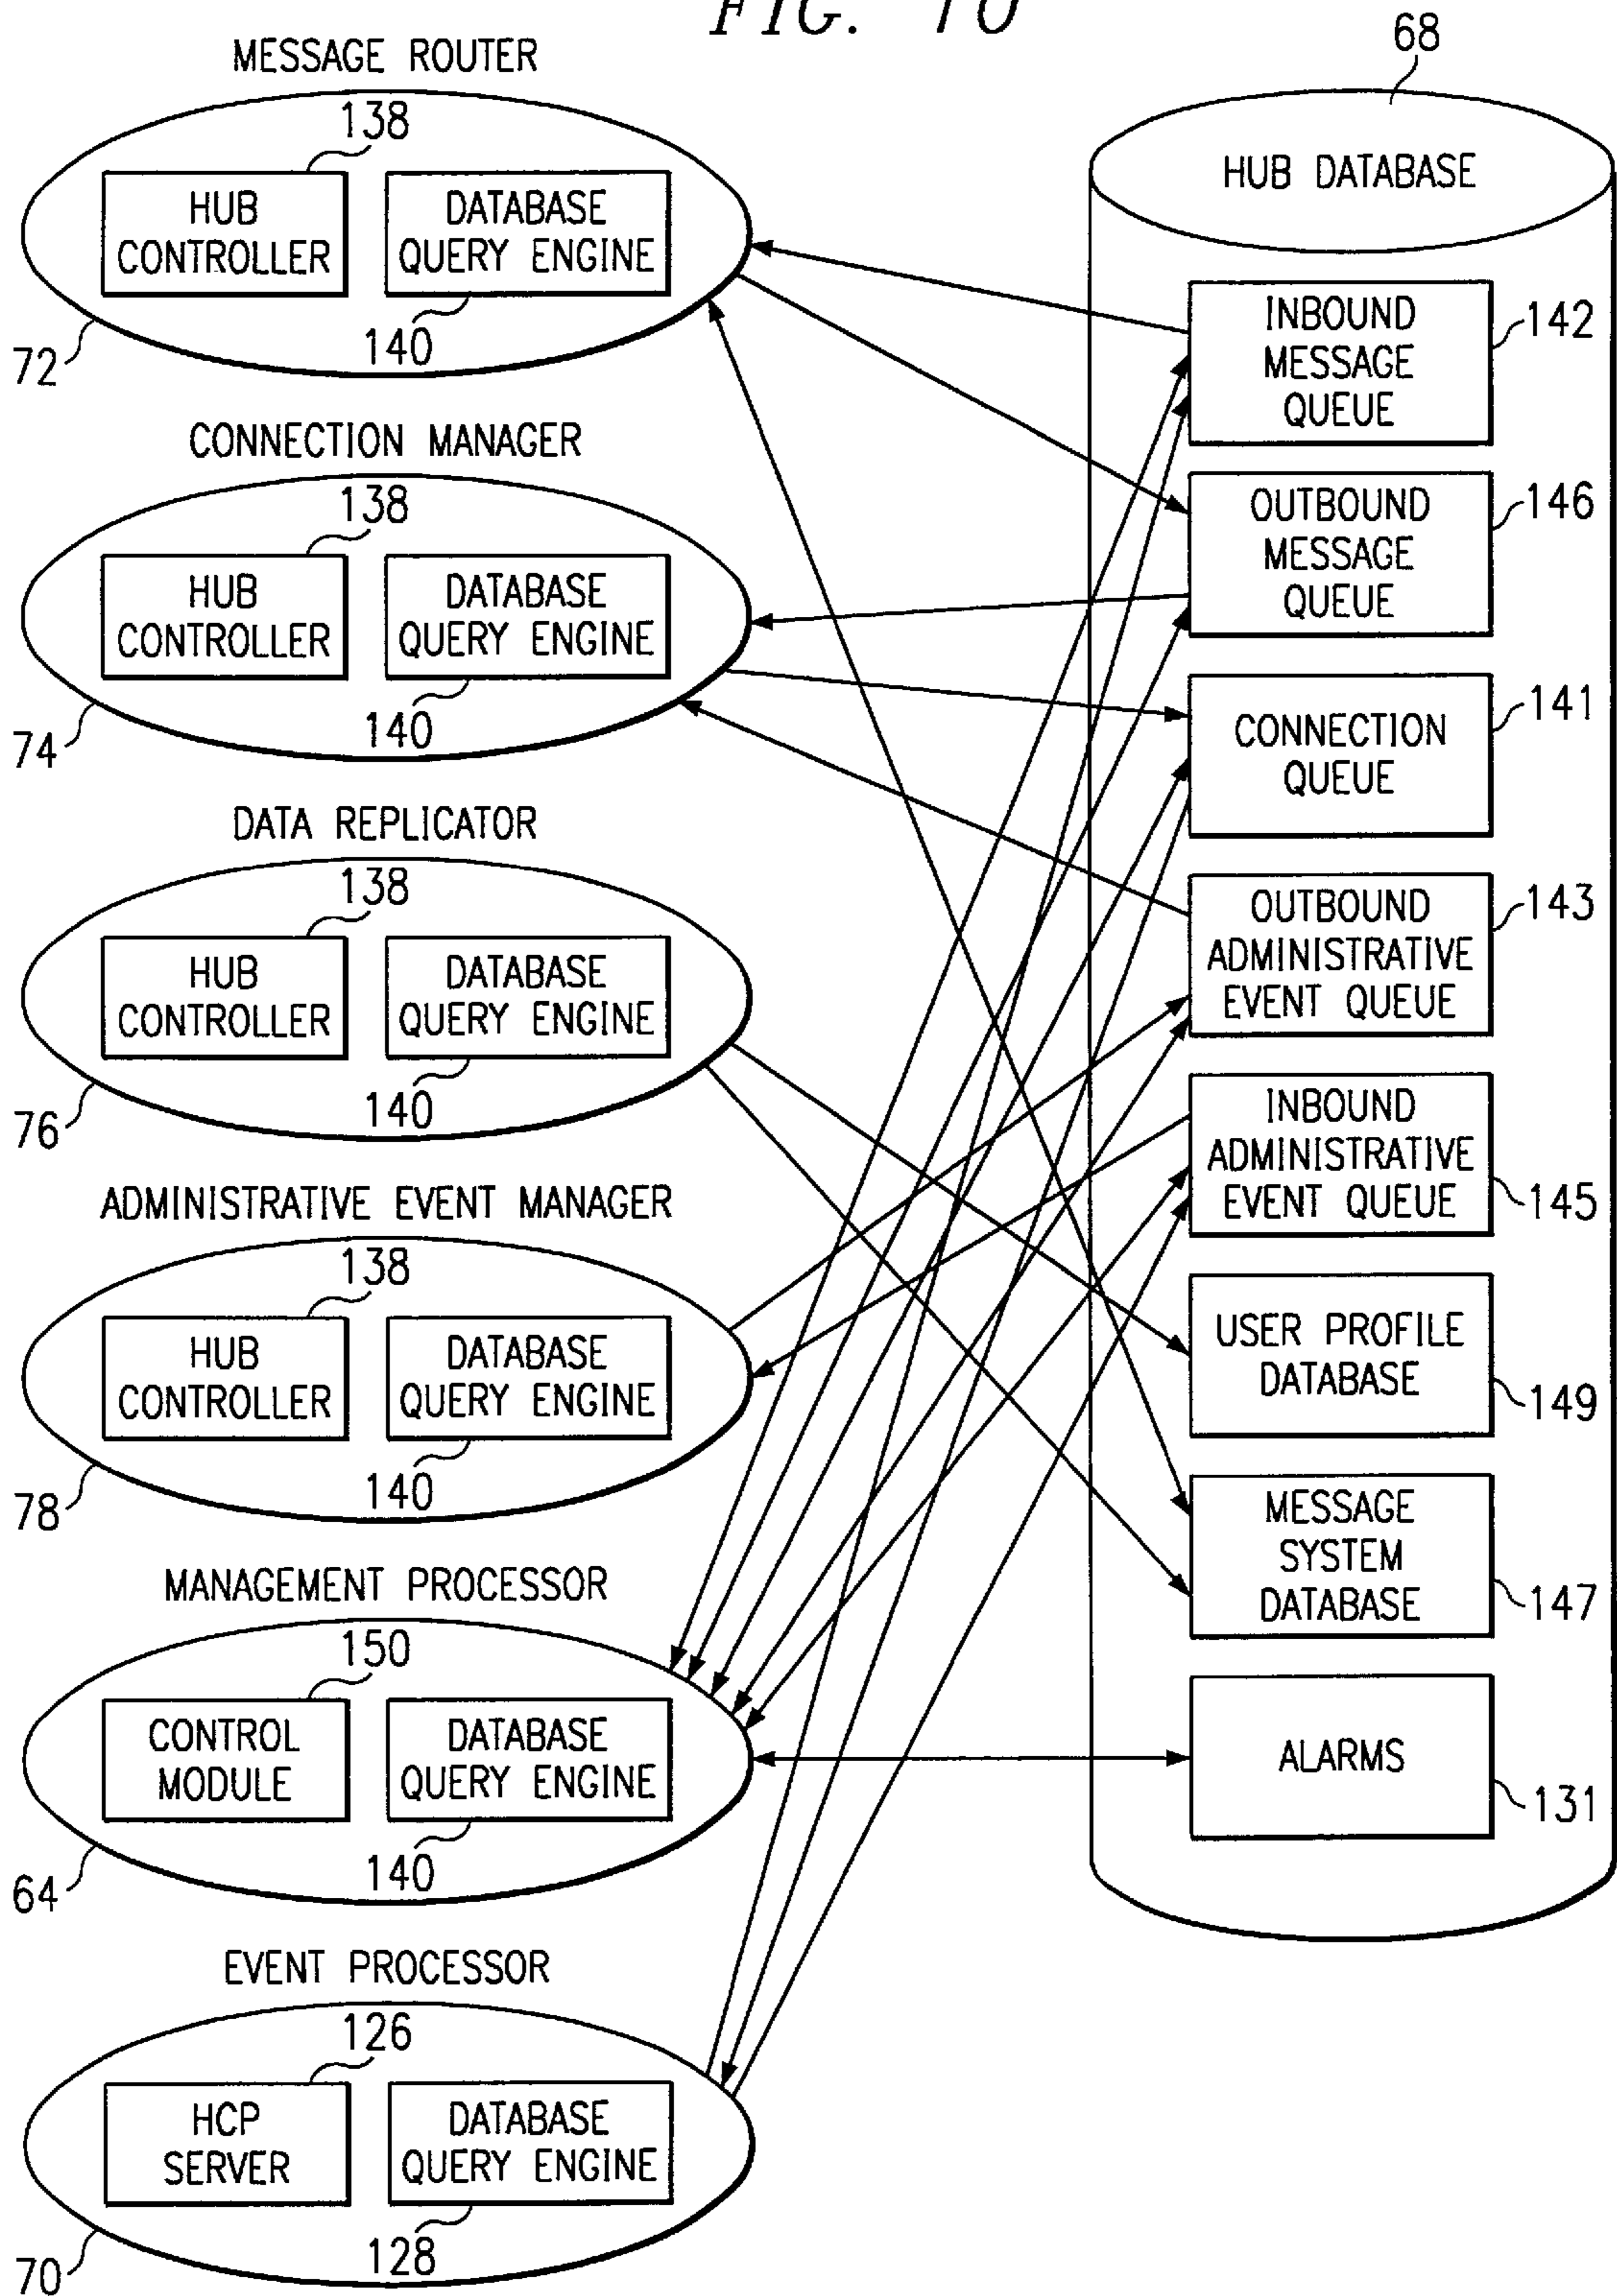 FIG. 10
MESSAGE ROUTER
138
HUB
CONTROLLER
DATABASE
QUERY ENGINE
140
72
CONNECTION MANAGER
138
HUB
CONTROLLER
DATABASE
QUERY ENGINE
140
74
DATA REPLICATOR
138
HUB
CONTROLLER
DATABASE
QUERY ENGINE
140
76
ADMINISTRATIVE EVENT MANAGER
138
HUB
CONTROLLER
DATABASE
QUERY ENGINE
140
78
MANAGEMENT PROCESSOR
150
CONTROL
MODULE
DATABASE
QUERY ENGINE
140
64
EVENT PROCESSOR
126
HCP
SERVER
DATABASE
QUERY ENGINE
128
70
68
HUB DATABASE
INBOUND
MESSAGE
QUEUE
142
OUTBOUND
MESSAGE
QUEUE
146
CONNECTION
QUEUE
141
OUTBOUND
ADMINISTRATIVE
EVENT QUEUE
143
INBOUND
ADMINISTRATIVE
EVENT QUEUE
145
USER PROFILE
DATABASE
149
MESSAGE
SYSTEM
DATABASE
147
ALARMS
131